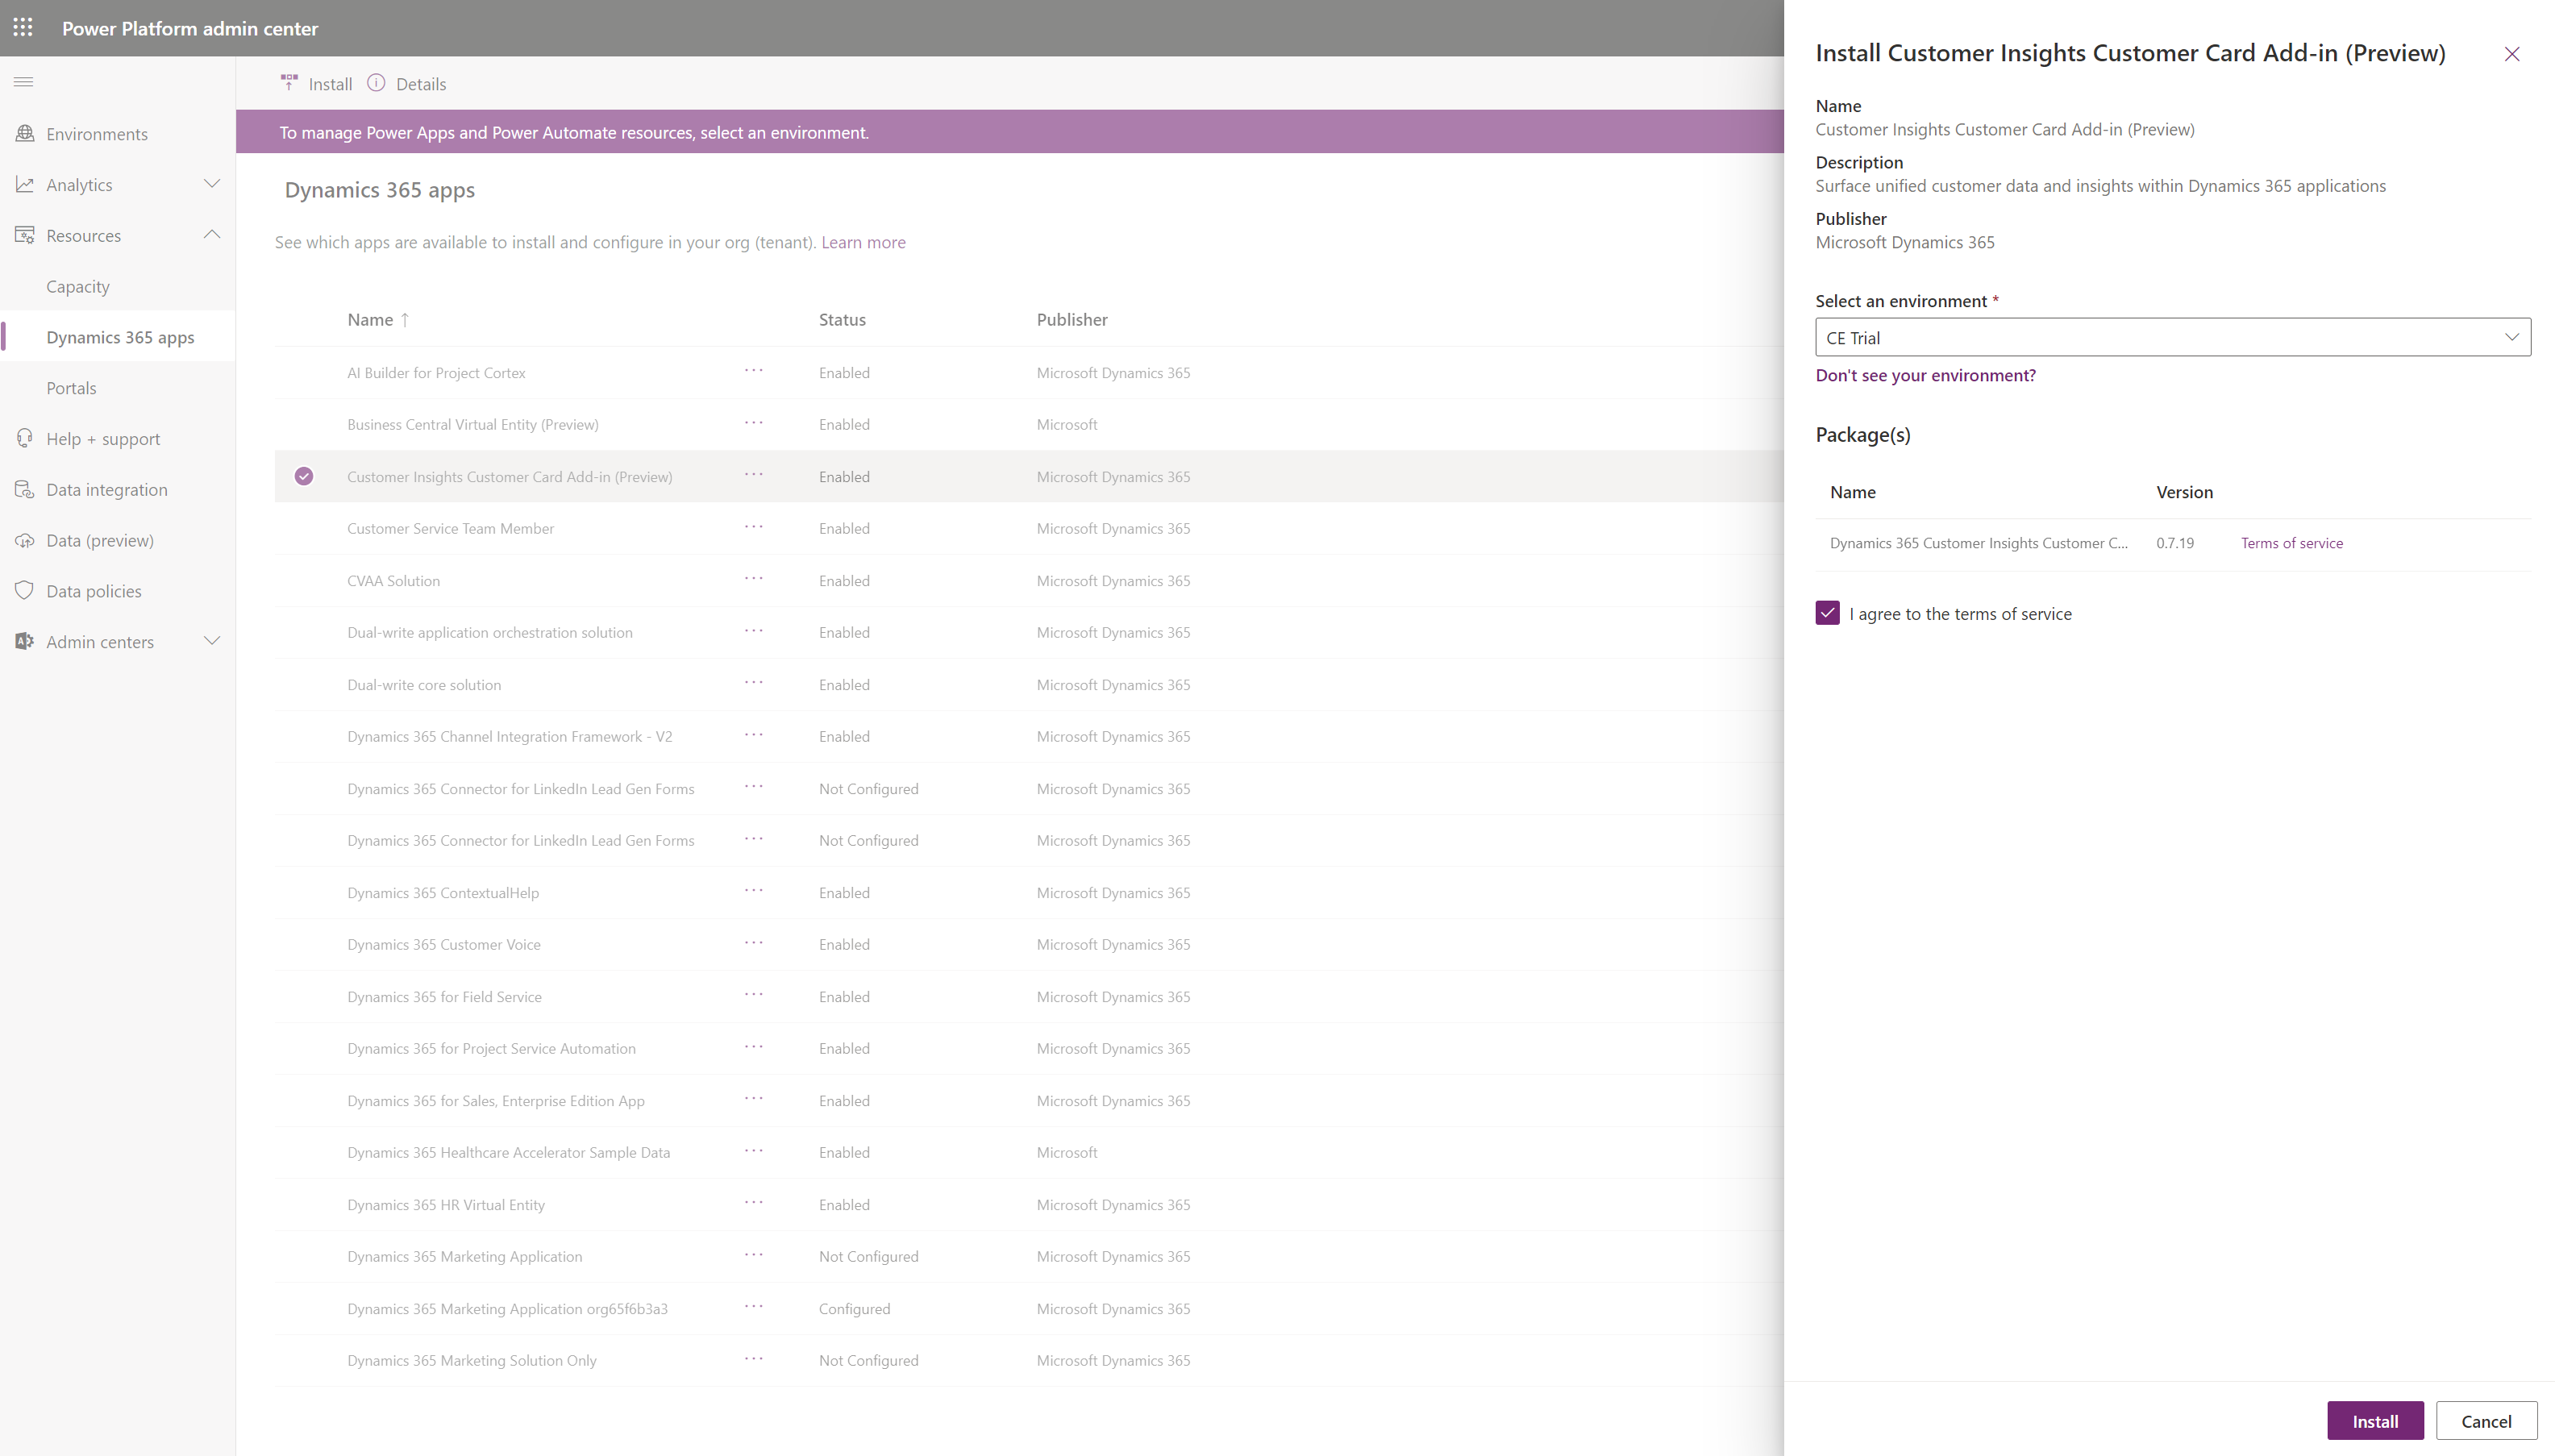 Power Platform admin center
Environments
Analytics
Resources
Capacity
Dynamics 365 apps
Portals
Help + support
Data integration
Data (preview)
Data policies
Admin centers
Install Details
To manage Power Apps and Power Automate resources, select an environment.
Dynamics 365 apps
See which apps are available to install and configure in your org (tenant). Learn more
Name ↑ Status Publisher
AI Builder for Project Cortex ... Enabled Microsoft Dynamics 365
Business Central Virtual Entity (Preview) ... Enabled Microsoft
Customer Insights Customer Card Add-in (Preview) ... Enabled Microsoft Dynamics 365
Customer Service Team Member ... Enabled Microsoft Dynamics 365
CVAA Solution ... Enabled Microsoft Dynamics 365
Dual-write application orchestration solution ... Enabled Microsoft Dynamics 365
Dual-write core solution ... Enabled Microsoft Dynamics 365
Dynamics 365 Channel Integration Framework - V2 ... Enabled Microsoft Dynamics 365
Dynamics 365 Connector for LinkedIn Lead Gen Forms ... Not Configured Microsoft Dynamics 365
Dynamics 365 Connector for LinkedIn Lead Gen Forms ... Not Configured Microsoft Dynamics 365
Dynamics 365 ContextualHelp ... Enabled Microsoft Dynamics 365
Dynamics 365 Customer Voice ... Enabled Microsoft Dynamics 365
Dynamics 365 for Field Service ... Enabled Microsoft Dynamics 365
Dynamics 365 for Project Service Automation ... Enabled Microsoft Dynamics 365
Dynamics 365 for Sales, Enterprise Edition App ... Enabled Microsoft Dynamics 365
Dynamics 365 Healthcare Accelerator Sample Data ... Enabled Microsoft
Dynamics 365 HR Virtual Entity ... Enabled Microsoft Dynamics 365
Dynamics 365 Marketing Application ... Not Configured Microsoft Dynamics 365
Dynamics 365 Marketing Application org65f6b3a3 ... Configured Microsoft Dynamics 365
Dynamics 365 Marketing Solution Only ... Not Configured Microsoft Dynamics 365
Install Customer Insights Customer Card Add-in (Preview)
Name
Customer Insights Customer Card Add-in (Preview)
Description
Surface unified customer data and insights within Dynamics 365 applications
Publisher
Microsoft Dynamics 365
Select an environment *
CE Trial
Don't see your environment?
Package(s)
Name Version
Dynamics 365 Customer Insights Customer C... 0.7.19 Terms of service
I agree to the terms of service
Install Cancel